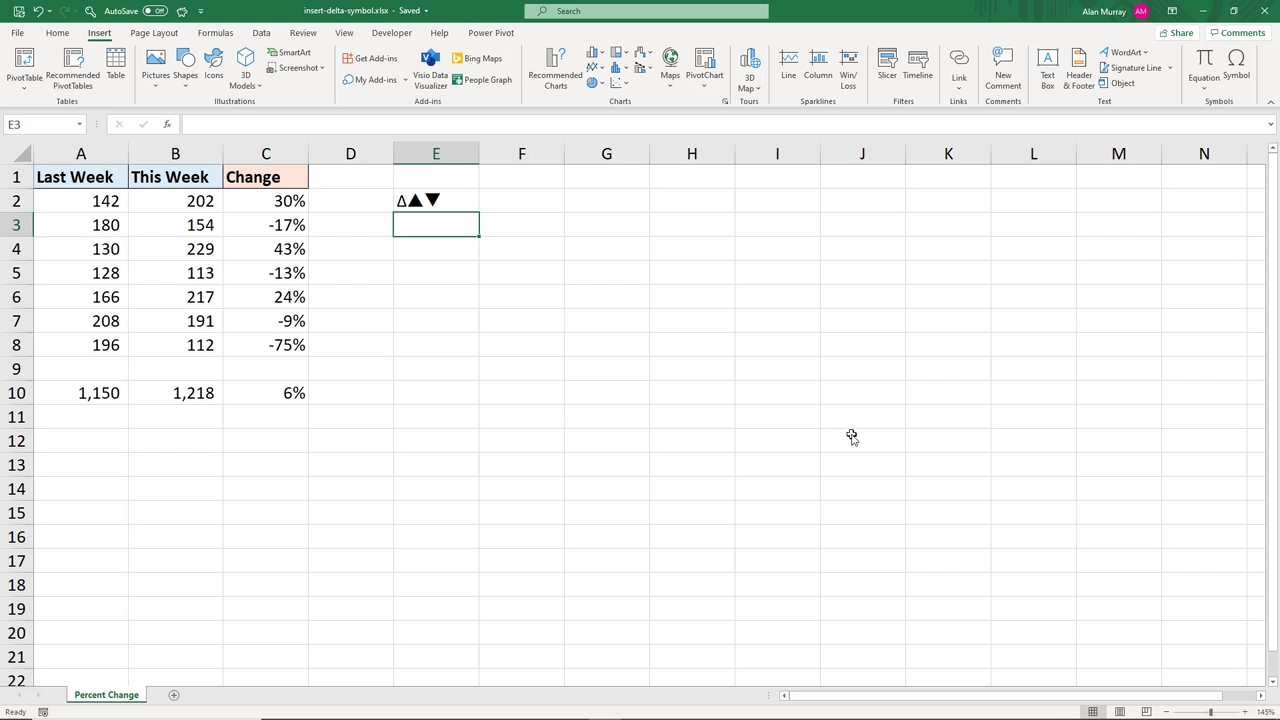 AutoSave Off insert-delta-symbol.xlsx - Saved Search Alan Murray AM
File Home Insert Page Layout Formulas Data Review View Developer Help Power Pivot Share Comments
PivotTable Recommended PivotTables Table Pictures Shapes Icons 3D Models SmartArt Screenshot Get Add-ins My Add-ins Visio Data Visualizer Bing Maps People Graph Recommended Charts Maps PivotChart 3D Map Line Column Win/Loss Slicer Timeline Link New Comment Text Box Header & Footer WordArt Signature Line Object Equation Symbol
Tables Illustrations Add-ins Charts Tours Sparklines Filters Links Comments Text Symbols
E3 fx
A B C D E F G H I J K L M N
1 Last Week This Week Change
2 142 202 30% Δ▲▼
3 180 154 -17%
4 130 229 43%
5 128 113 -13%
6 166 217 24%
7 208 191 -9%
8 196 112 -75%
9
10 1,150 1,218 6%
11
12
13
14
15
16
17
18
19
20
21
22
Percent Change
Ready 145%